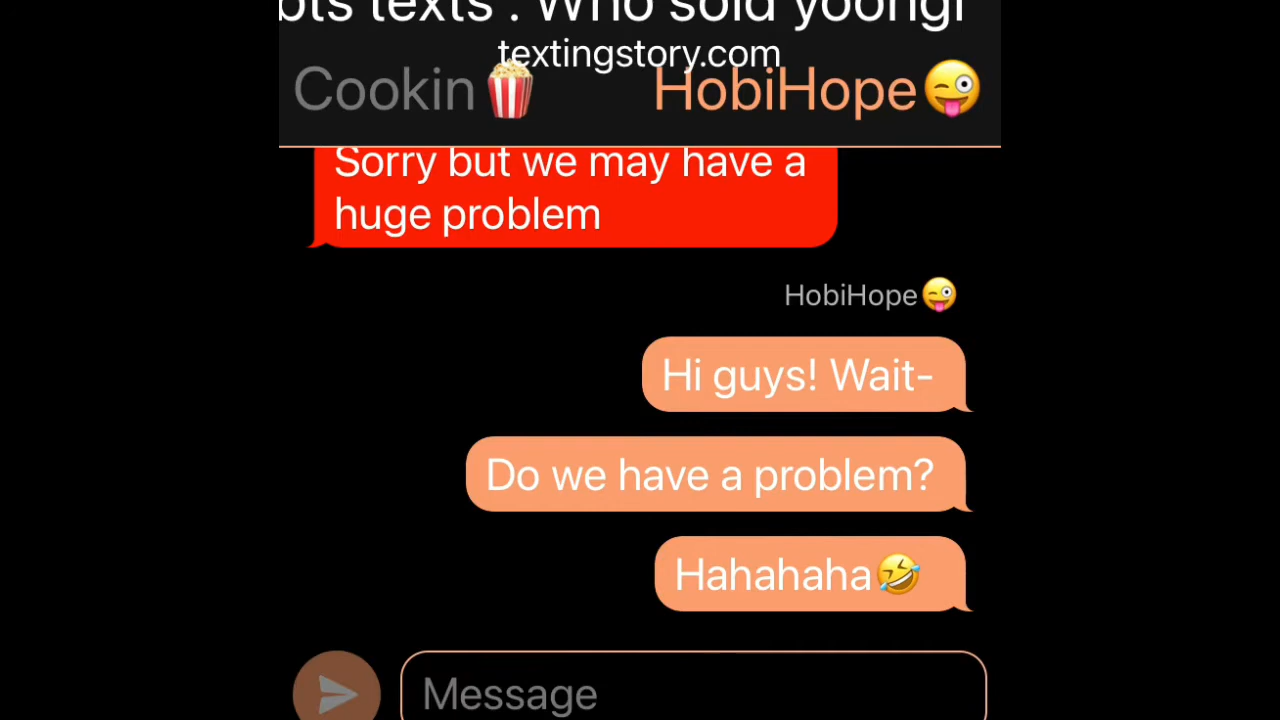 bts texts : Who sold yoongi
textingstory.com
Cookin🍿 HobiHope😜
Sorry but we may have a
huge problem
HobiHope😜
Hi guys! Wait-
Do we have a problem?
Hahahaha🤣
Message